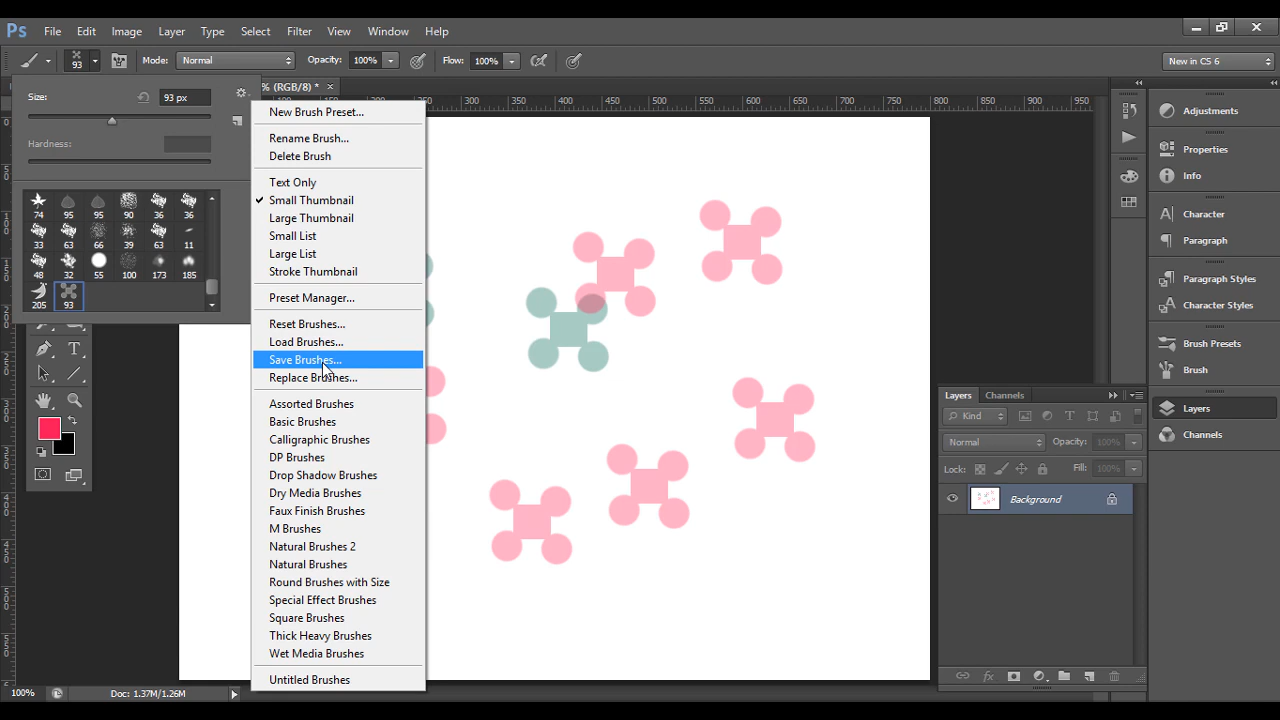 Ps File Edit Image Layer Type Select Filter View Window Help
93 Mode: Normal Opacity: 100% Flow: 100% New in CS 6
Size: 93 px
Hardness:
74 95 95 90 36 36
33 63 66 39 63 11
48 32 55 100 173 185
205 93
% (RGB/8) * ×
300 350 400 450 500 550 600 650 700 750 800 850 900 950
New Brush Preset...
Rename Brush...
Delete Brush
Text Only
Small Thumbnail
Large Thumbnail
Small List
Large List
Stroke Thumbnail
Preset Manager...
Reset Brushes...
Load Brushes...
Save Brushes...
Replace Brushes...
Assorted Brushes
Basic Brushes
Calligraphic Brushes
DP Brushes
Drop Shadow Brushes
Dry Media Brushes
Faux Finish Brushes
M Brushes
Natural Brushes 2
Natural Brushes
Round Brushes with Size
Special Effect Brushes
Square Brushes
Thick Heavy Brushes
Wet Media Brushes
Untitled Brushes
Adjustments
Properties
Info
Character
Paragraph
Paragraph Styles
Character Styles
Brush Presets
Brush
Layers
Channels
Layers Channels
Kind
Normal Opacity: 100%
Lock: Fill: 100%
Background
fx
100% Doc: 1.37M/1.26M